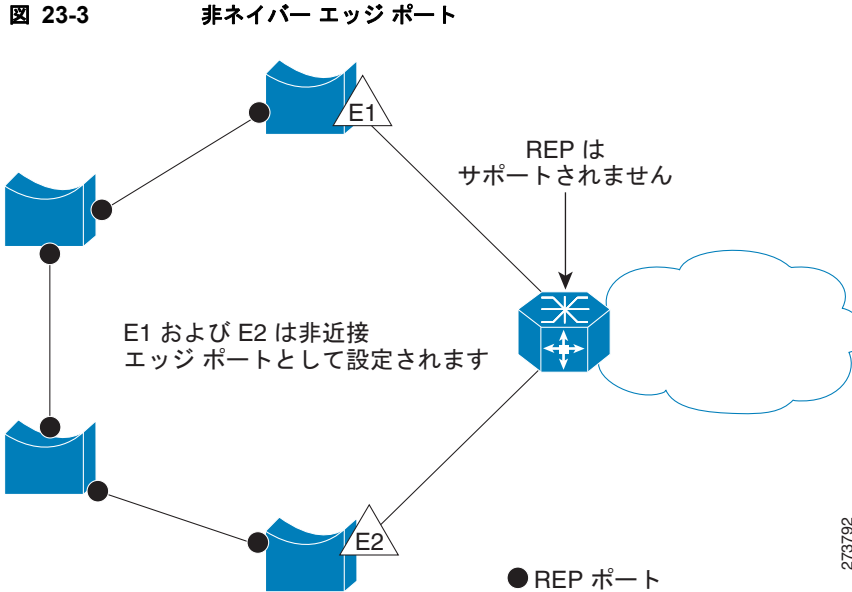 図 23-3 非ネイバー エッジ ポート
E1
REP は
サポートされません
E1 および E2 は非近接
エッジ ポートとして設定されます
E2
REP ポート
273792